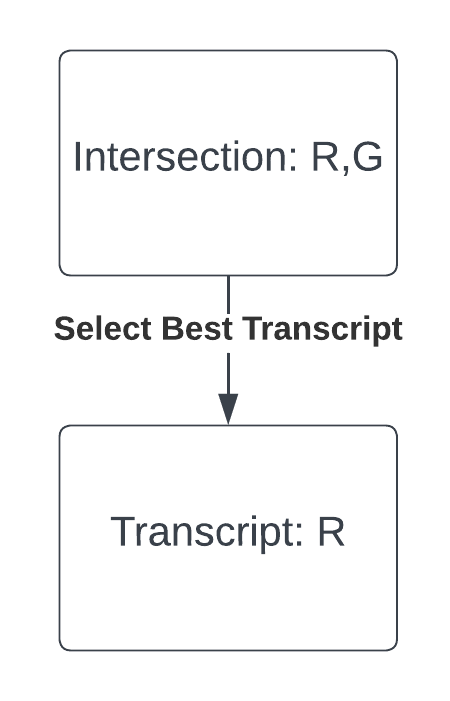 Intersection: R,G
Select Best Transcript
Transcript: R